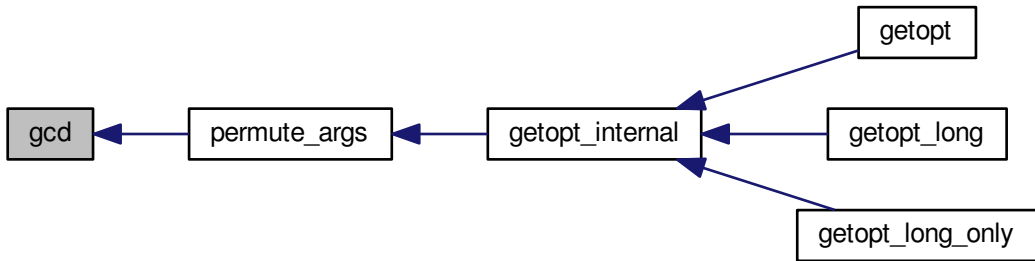 getopt
gcd
permute_args
getopt_internal
getopt_long
getopt_long_only